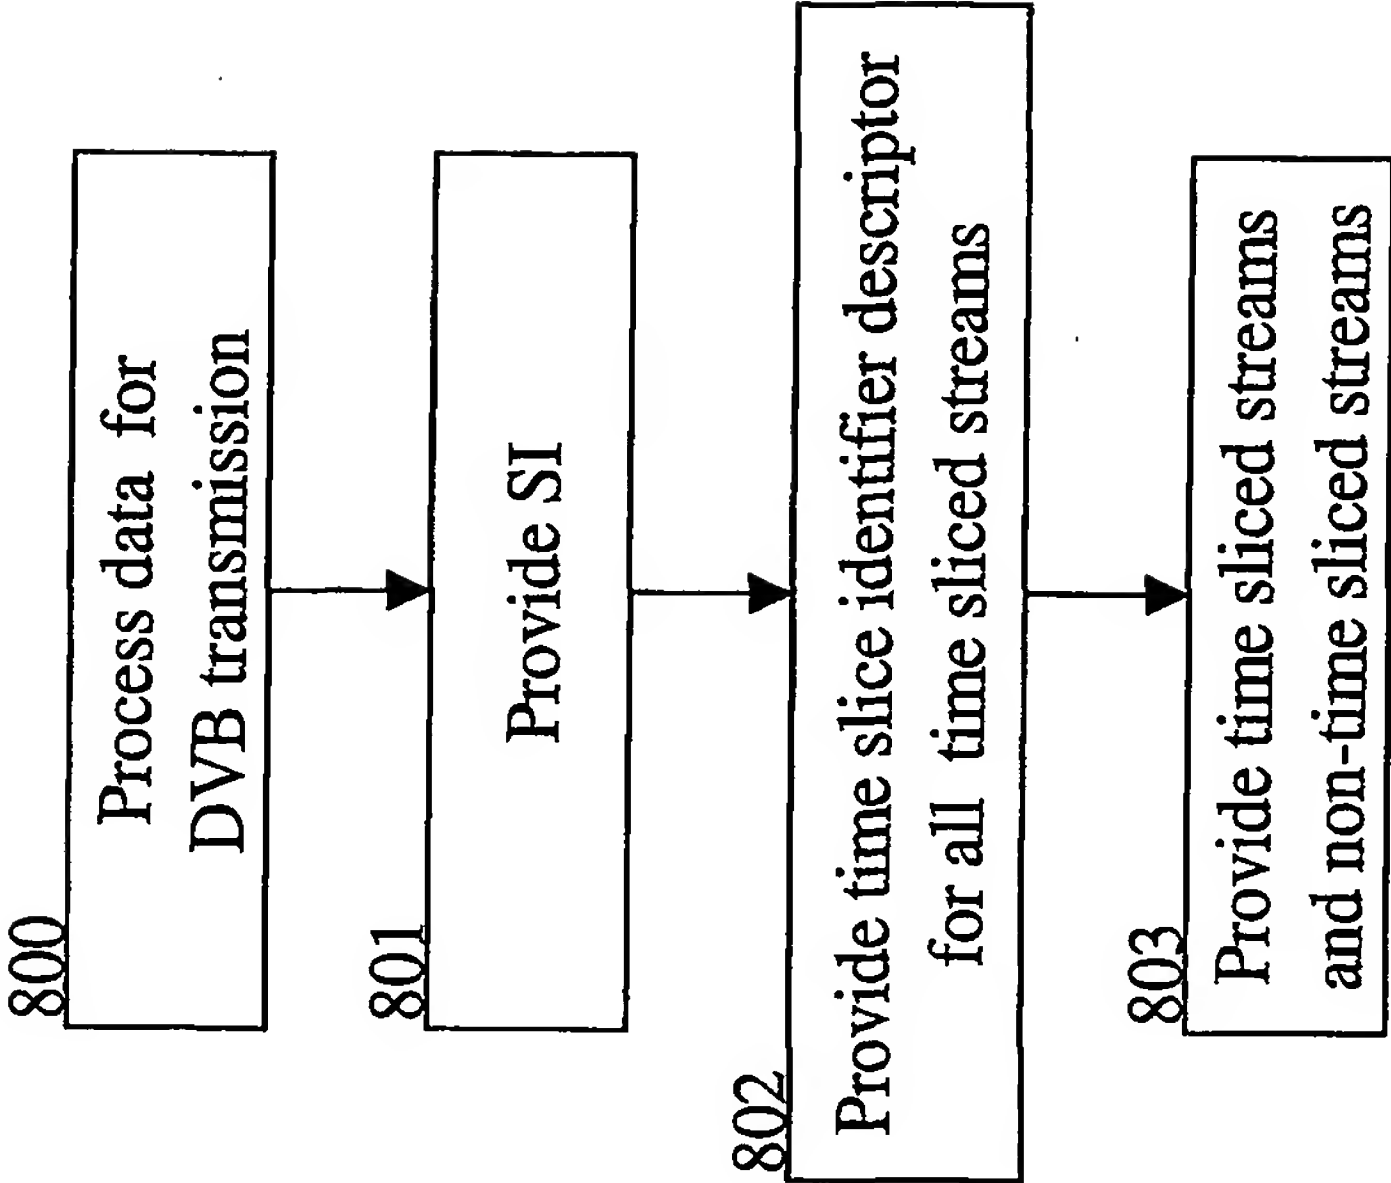 800
Process data for
DVB transmission
801
Provide SI
802
Provide time slice identifier descriptor
for all time sliced streams
803
Provide time sliced streams
and non-time sliced streams